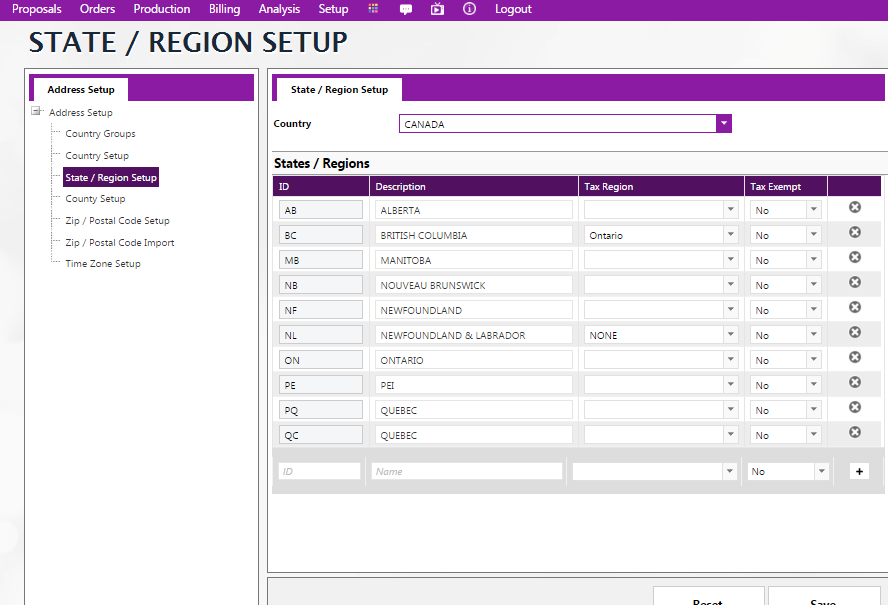 Proposals Orders Production Billing Analysis Setup Logout
STATE / REGION SETUP
Address Setup
Address Setup
Country Groups
Country Setup
State / Region Setup
County Setup
Zip / Postal Code Setup
Zip / Postal Code Import
Time Zone Setup
State / Region Setup
Country CANADA
States / Regions
ID Description Tax Region Tax Exempt
AB ALBERTA No
BC BRITISH COLUMBIA Ontario No
MB MANITOBA No
NB NOUVEAU BRUNSWICK No
NF NEWFOUNDLAND No
NL NEWFOUNDLAND & LABRADOR NONE No
ON ONTARIO No
PE PEI No
PQ QUEBEC No
QC QUEBEC No
ID Name No
Reset Save